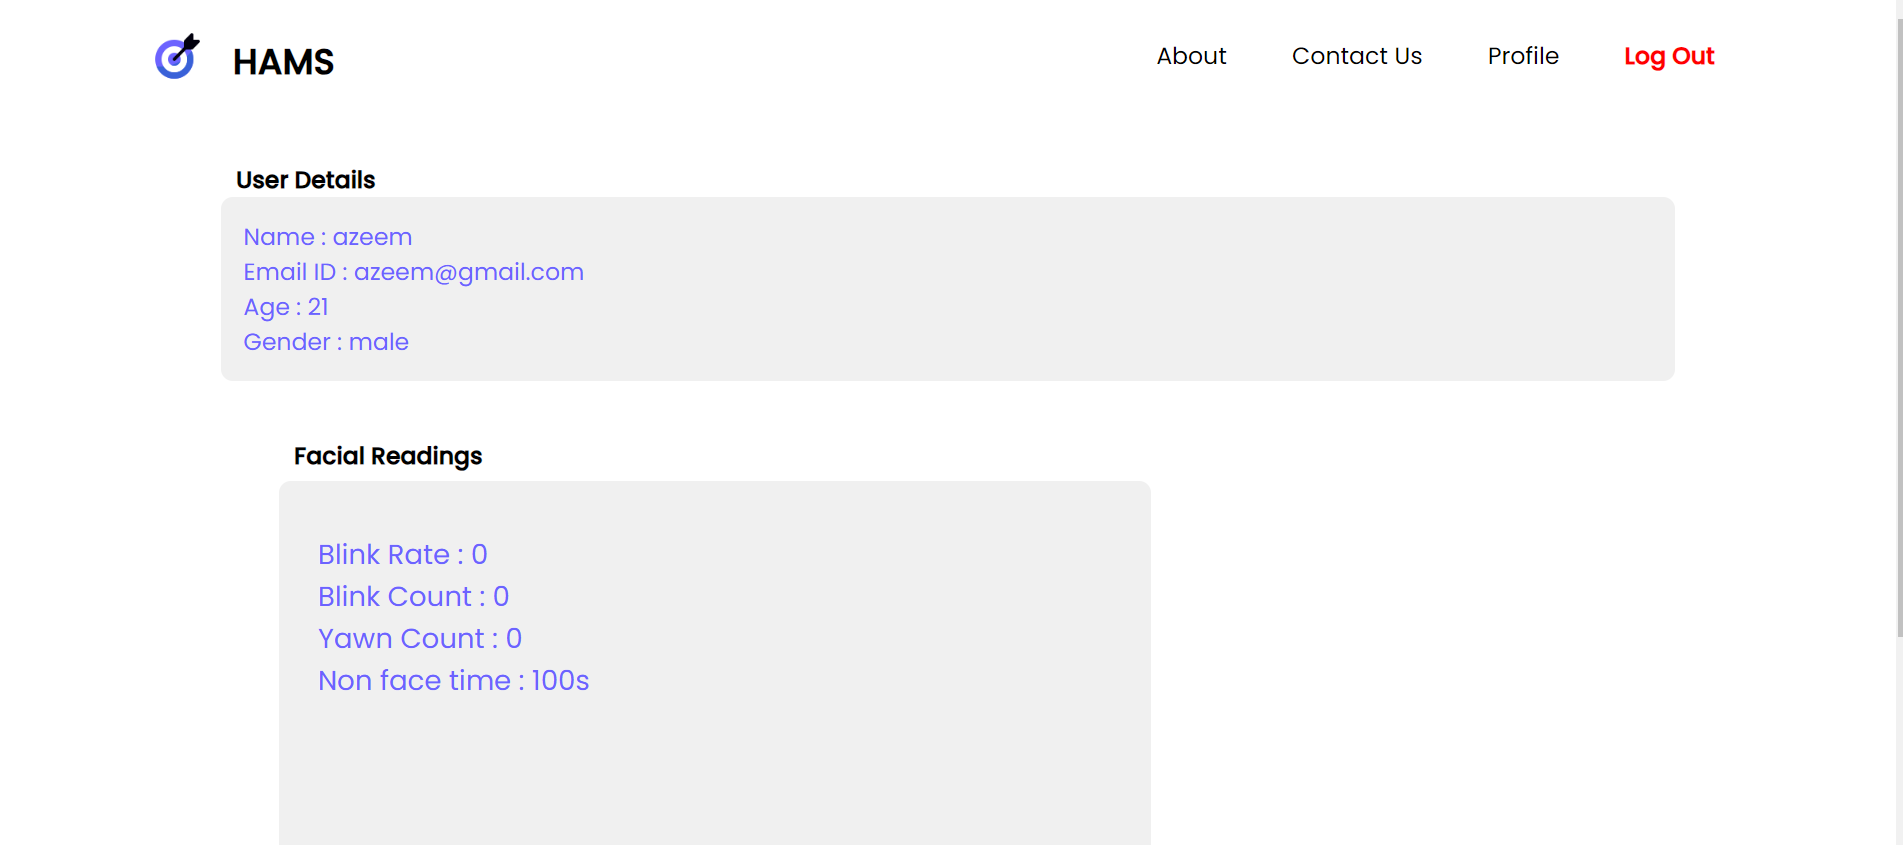 HAMS
About Contact Us Profile Log Out
User Details
Name : azeem
Email ID : azeem@gmail.com
Age : 21
Gender : male
Facial Readings
Blink Rate : 0
Blink Count : 0
Yawn Count : 0
Non face time : 100s